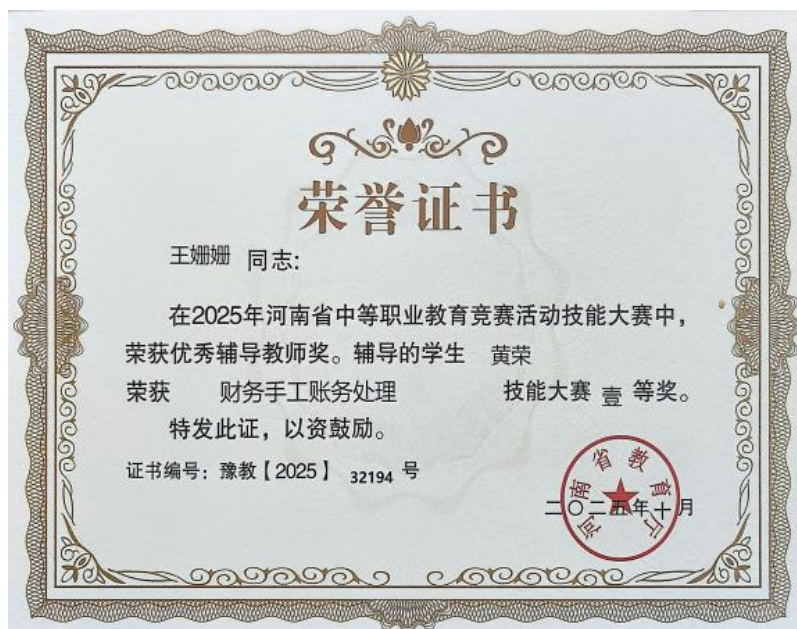 荣誉证书
王姗姗 同志:
在2025年河南省中等职业教育竞赛活动技能大赛中，
荣获优秀辅导教师奖。辅导的学生 黄荣
荣获 财务手工账务处理 技能大赛 壹 等奖。
特发此证，以资鼓励。
证书编号：豫教【2025】 32194 号
河南省教育厅
二〇二五年十月